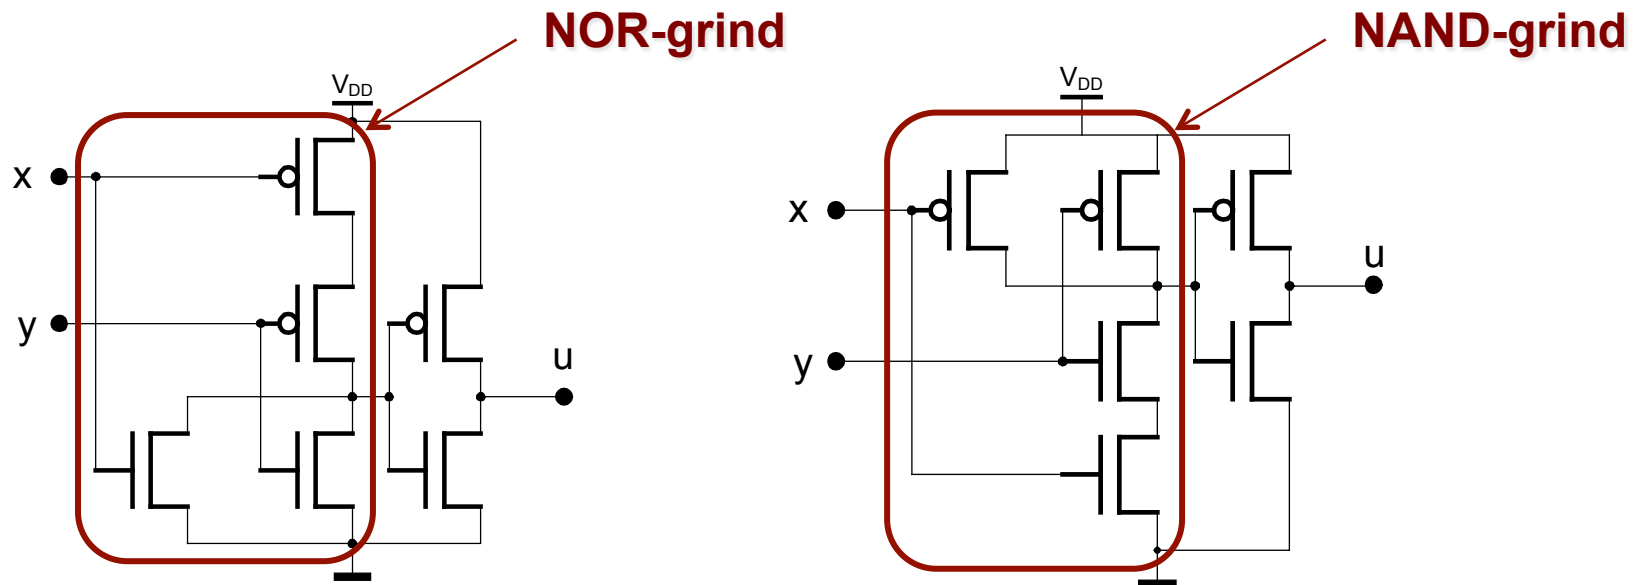 NOR-grind
NAND-grind
VDD
VDD
x
y
u
x
y
u